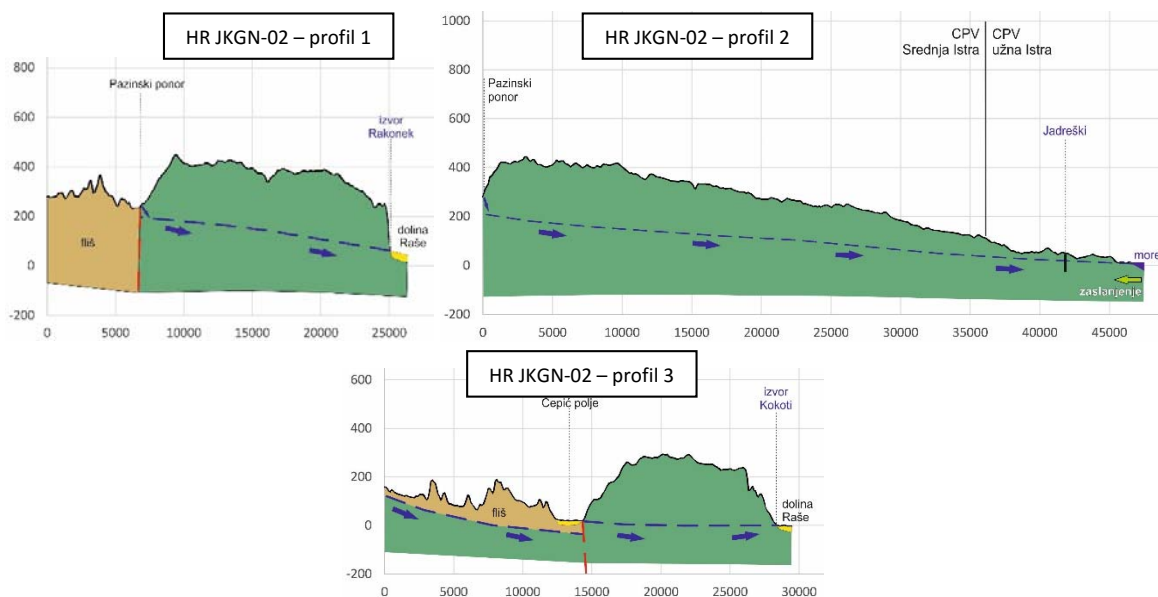 HR JKGN-02 – profil 1
800
600
400
200
0
-200
Pazinski ponor
izvor
Rakonek
fliš
dolina
Raše
0
5000
10000
15000
20000
25000
HR JKGN-02 – profil 2
1000
800
600
400
200
0
-200
Pazinski
ponor
CPV
Srednja Istra
CPV
užna Istra
Jadreški
more
zaslanjenje
0
5000
10000
15000
20000
25000
30000
35000
40000
45000
HR JKGN-02 – profil 3
600
400
200
0
-200
Čepić polje
izvor
Kokoti
fliš
dolina
Raše
0
5000
10000
15000
20000
25000
30000